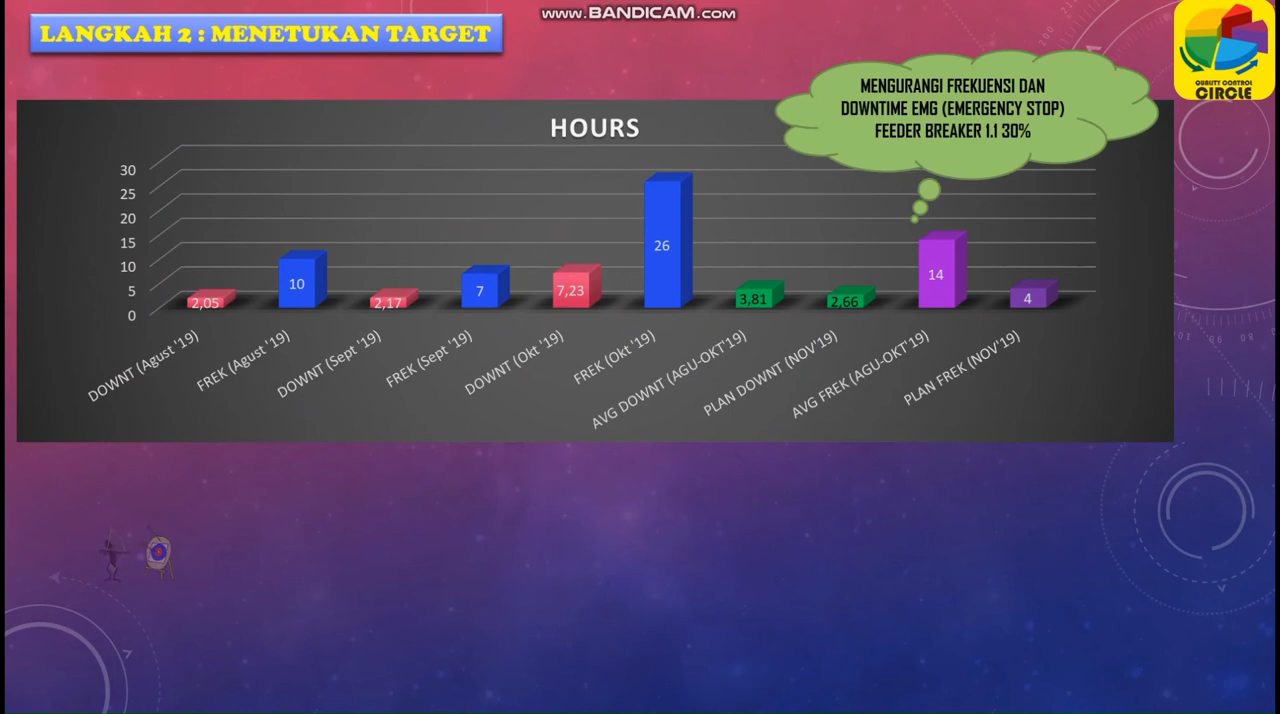 www.BANDICAM.com
LANGKAH 2 : MENETUKAN TARGET
QUALITY CONTROL
CIRCLE
MENGURANGI FREKUENSI DAN
DOWNTIME EMG (EMERGENCY STOP)
FEEDER BREAKER 1.1 30%
HOURS
30
25
20
15
10
5
0
2,05
10
2,17
7
7,23
26
3,81
2,66
14
4
DOWNT (Agust '19)
FREK (Agust '19)
DOWNT (Sept '19)
FREK (Sept '19)
DOWNT (Okt '19)
FREK (Okt '19)
AVG DOWNT (AGU-OKT'19)
PLAN DOWNT (NOV'19)
AVG FREK (AGU-OKT'19)
PLAN FREK (NOV'19)